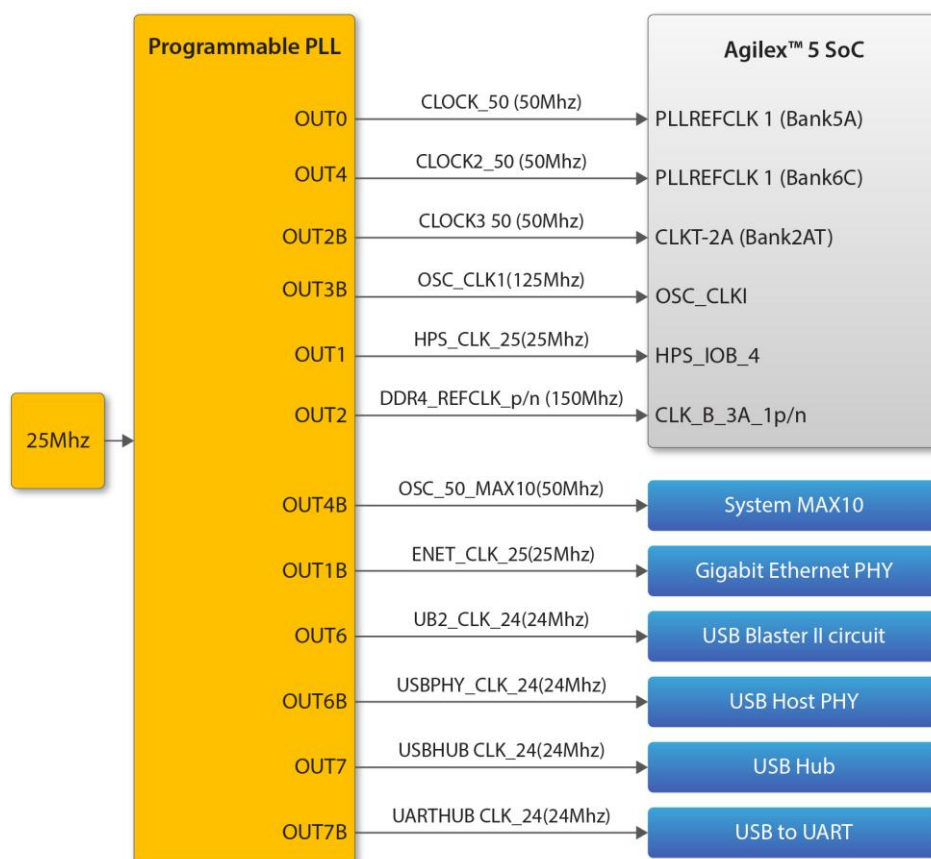 Programmable PLL
Agilex™ 5 SoC
OUT0 CLOCK_50 (50Mhz) PLLREFCLK 1 (Bank5A)
OUT4 CLOCK2_50 (50Mhz) PLLREFCLK 1 (Bank6C)
OUT2B CLOCK3 50 (50Mhz) CLKT-2A (Bank2AT)
OUT3B OSC_CLK1(125Mhz) OSC_CLKI
OUT1 HPS_CLK_25(25Mhz) HPS_IOB_4
OUT2 DDR4_REFCLK_p/n (150Mhz) CLK_B_3A_1p/n
25Mhz
OUT4B OSC_50_MAX10(50Mhz) System MAX10
OUT1B ENET_CLK_25(25Mhz) Gigabit Ethernet PHY
OUT6 UB2_CLK_24(24Mhz) USB Blaster II circuit
OUT6B USBPHY_CLK_24(24Mhz) USB Host PHY
OUT7 USBHUB CLK_24(24Mhz) USB Hub
OUT7B UARTHUB CLK_24(24Mhz) USB to UART